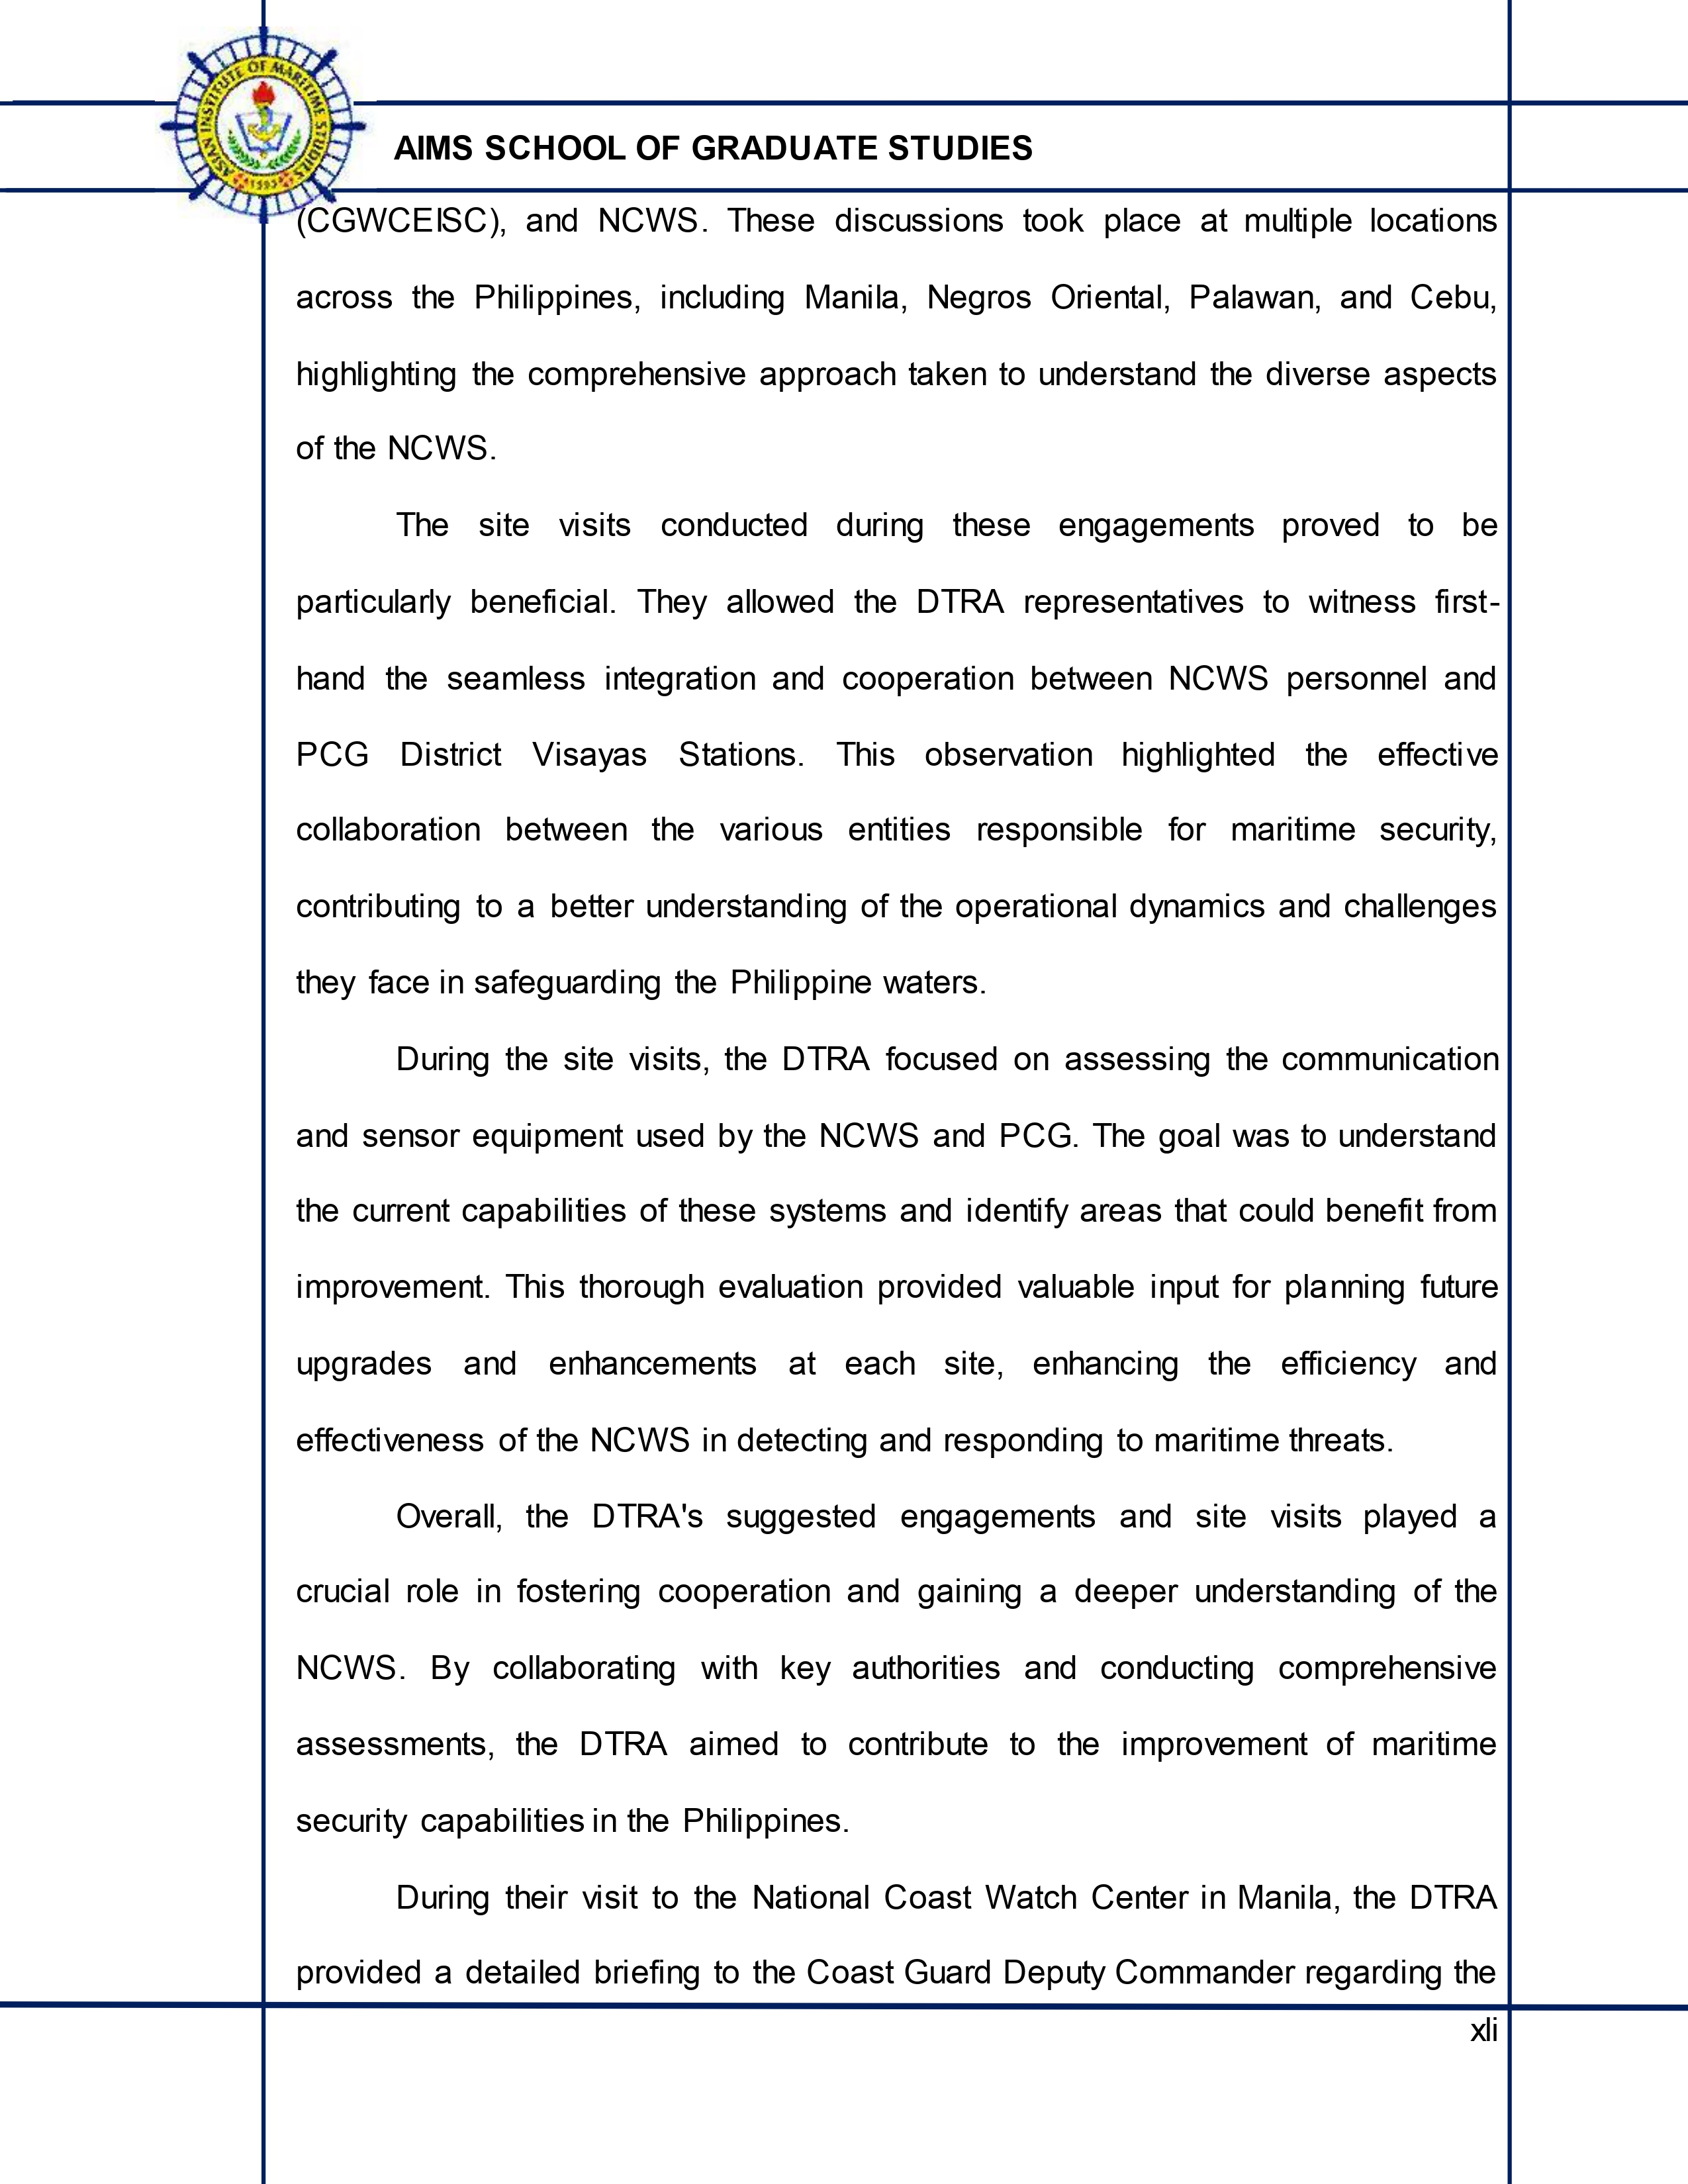 ASIAN INSTITUTE OF MARITIME STUDIES
1993
AIMS SCHOOL OF GRADUATE STUDIES
(CGWCEISC), and NCWS. These discussions took place at multiple locations
across the Philippines, including Manila, Negros Oriental, Palawan, and Cebu,
highlighting the comprehensive approach taken to understand the diverse aspects
of the NCWS.
The site visits conducted during these engagements proved to be
particularly beneficial. They allowed the DTRA representatives to witness first-
hand the seamless integration and cooperation between NCWS personnel and
PCG District Visayas Stations. This observation highlighted the effective
collaboration between the various entities responsible for maritime security,
contributing to a better understanding of the operational dynamics and challenges
they face in safeguarding the Philippine waters.
During the site visits, the DTRA focused on assessing the communication
and sensor equipment used by the NCWS and PCG. The goal was to understand
the current capabilities of these systems and identify areas that could benefit from
improvement. This thorough evaluation provided valuable input for planning future
upgrades and enhancements at each site, enhancing the efficiency and
effectiveness of the NCWS in detecting and responding to maritime threats.
Overall, the DTRA's suggested engagements and site visits played a
crucial role in fostering cooperation and gaining a deeper understanding of the
NCWS. By collaborating with key authorities and conducting comprehensive
assessments, the DTRA aimed to contribute to the improvement of maritime
security capabilities in the Philippines.
During their visit to the National Coast Watch Center in Manila, the DTRA
provided a detailed briefing to the Coast Guard Deputy Commander regarding the
xli